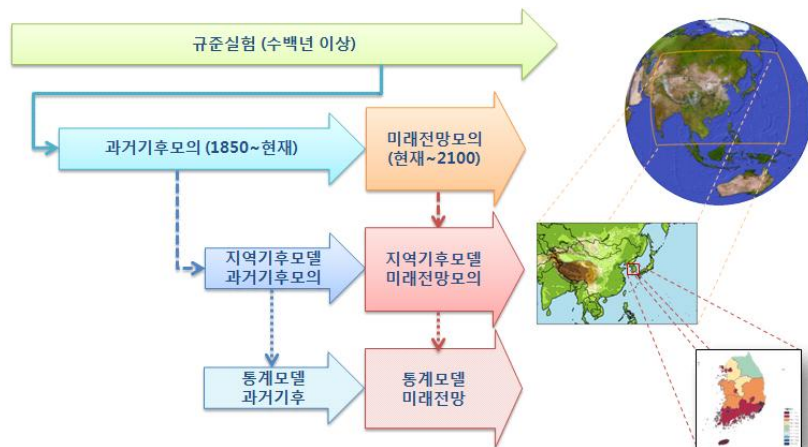 규준실험 (수백년 이상)
과거기후모의 (1850~현재)
미래전망모의
(현재~2100)
지역기후모델
과거기후모의
지역기후모델
미래전망모의
통계모델
과거기후
통계모델
미래전망